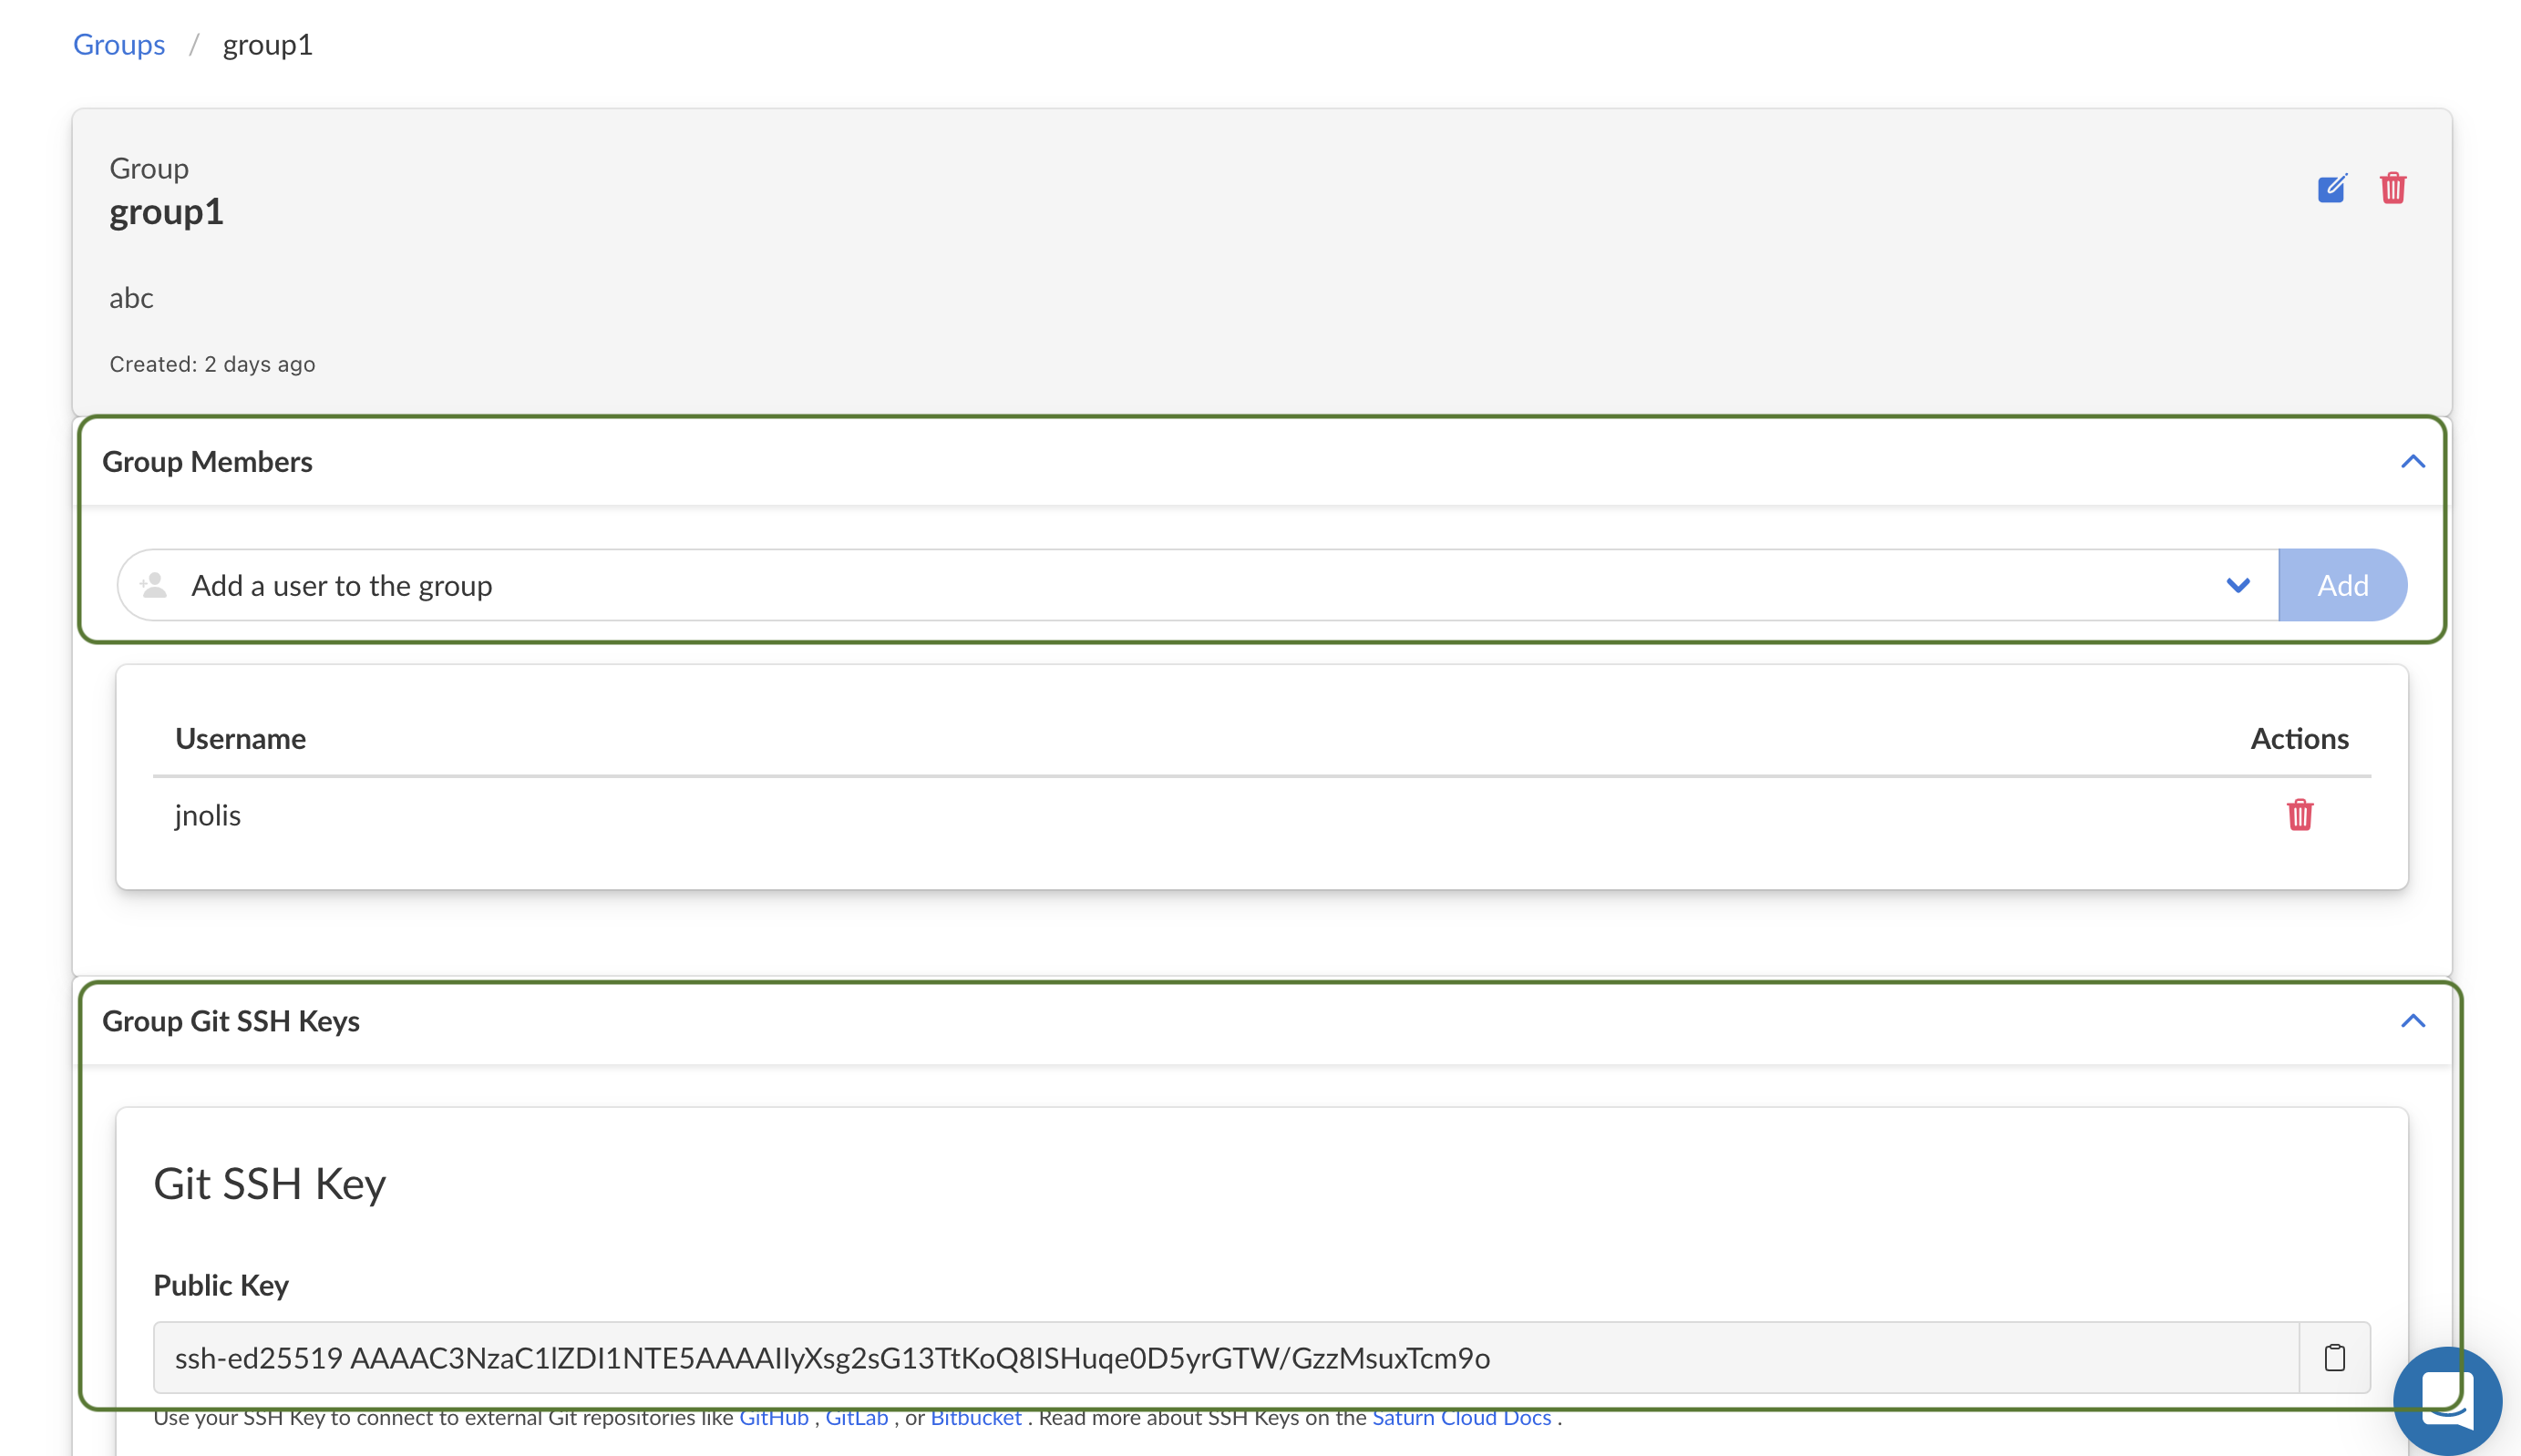 Groups / group1
Group
group1
abc
Created: 2 days ago
Group Members
Add a user to the group
Add
Username Actions
jnolis
Group Git SSH Keys
Git SSH Key
Public Key
ssh-ed25519 AAAAC3NzaC1lZDI1NTE5AAAAIIyXsg2sG13TtKoQ8ISHuqe0D5yrGTW/GzzMsuxTcm9o
Use your SSH Key to connect to external Git repositories like GitHub , GitLab , or Bitbucket . Read more about SSH Keys on the Saturn Cloud Docs .